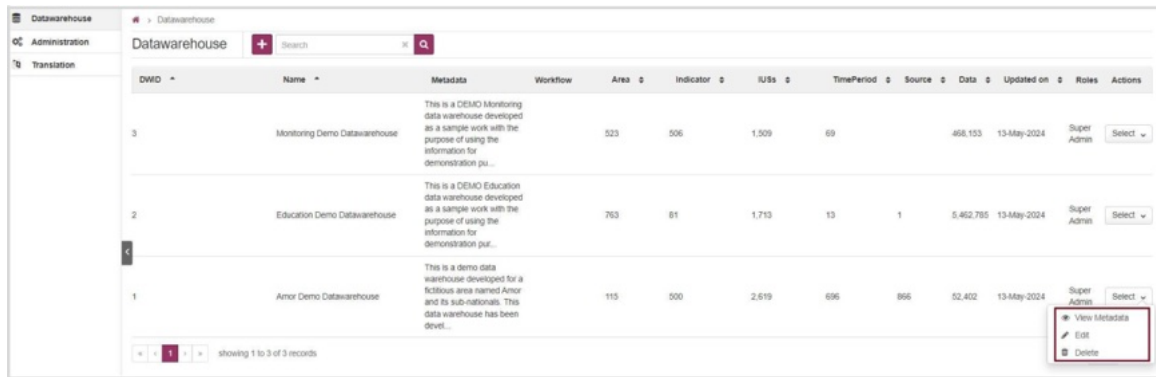 Datawarehouse
Administration
Translation
> Datawarehouse
Datawarehouse + Search ×
DWID Name Metadata Workflow Area Indicator IUSs TimePeriod Source Data Updated on Roles Actions
This is a DEMO Monitoring
data warehouse developed
as a sample work with the
purpose of using the
information for
demonstration pu...
3 Monitoring Demo Datawarehouse 523 506 1,509 69 468,153 13-May-2024 Super Admin Select
This is a DEMO Education
data warehouse developed
as a sample work with the
purpose of using the
information for
demonstration pur...
2 Education Demo Datawarehouse 763 81 1,713 13 1 5,462,785 13-May-2024 Super Admin Select
This is a demo data
warehouse developed for a
fictitious area named Amor
and its sub-nationals. This
data warehouse has been
devel...
1 Amor Demo Datawarehouse 115 500 2,619 696 866 52,402 13-May-2024 Super Admin Select
View Metadata
Edit
Delete
« ‹ 1 › » showing 1 to 3 of 3 records